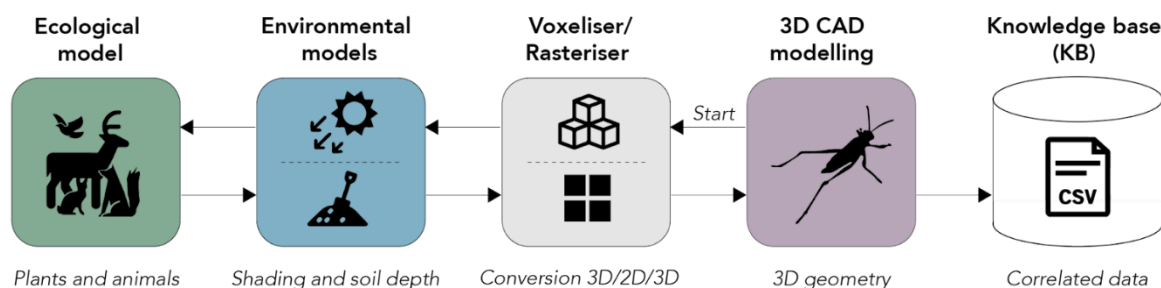 Ecological
model
Environmental
models
Voxeliser/
Rasteriser
3D CAD
modelling
Knowledge base
(KB)
Start
CSV
Plants and animals
Shading and soil depth
Conversion 3D/2D/3D
3D geometry
Correlated data